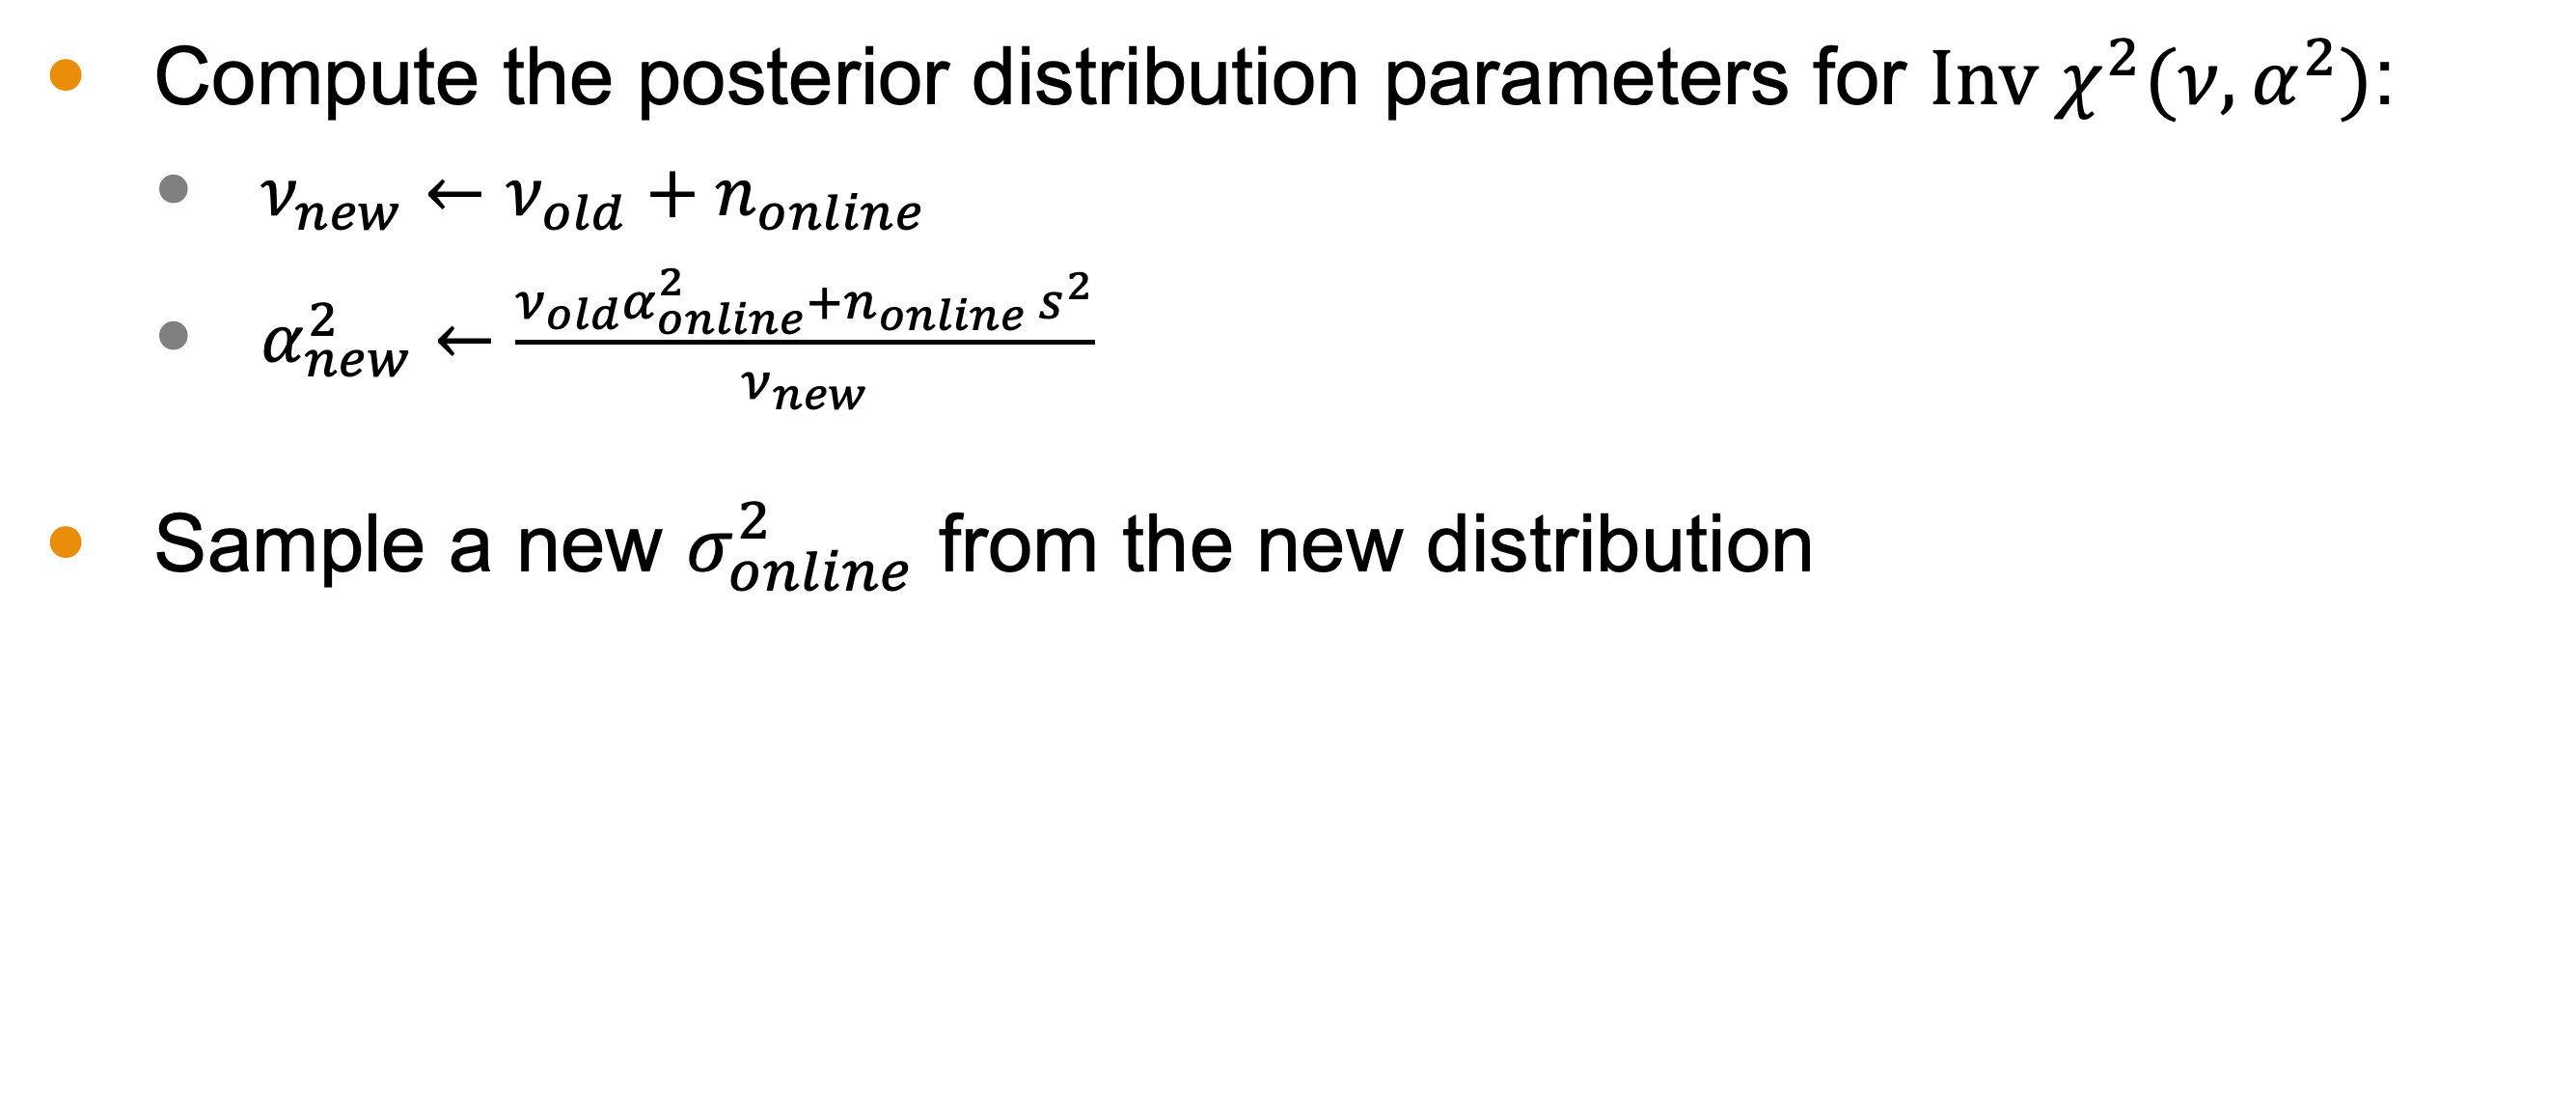 • Compute the posterior distribution parameters for Inv χ²(ν, α²):
• ν_new ← ν_old + n_online
• α²_new ← (ν_old α²_online + n_online s²) / ν_new
• Sample a new σ²_online from the new distribution